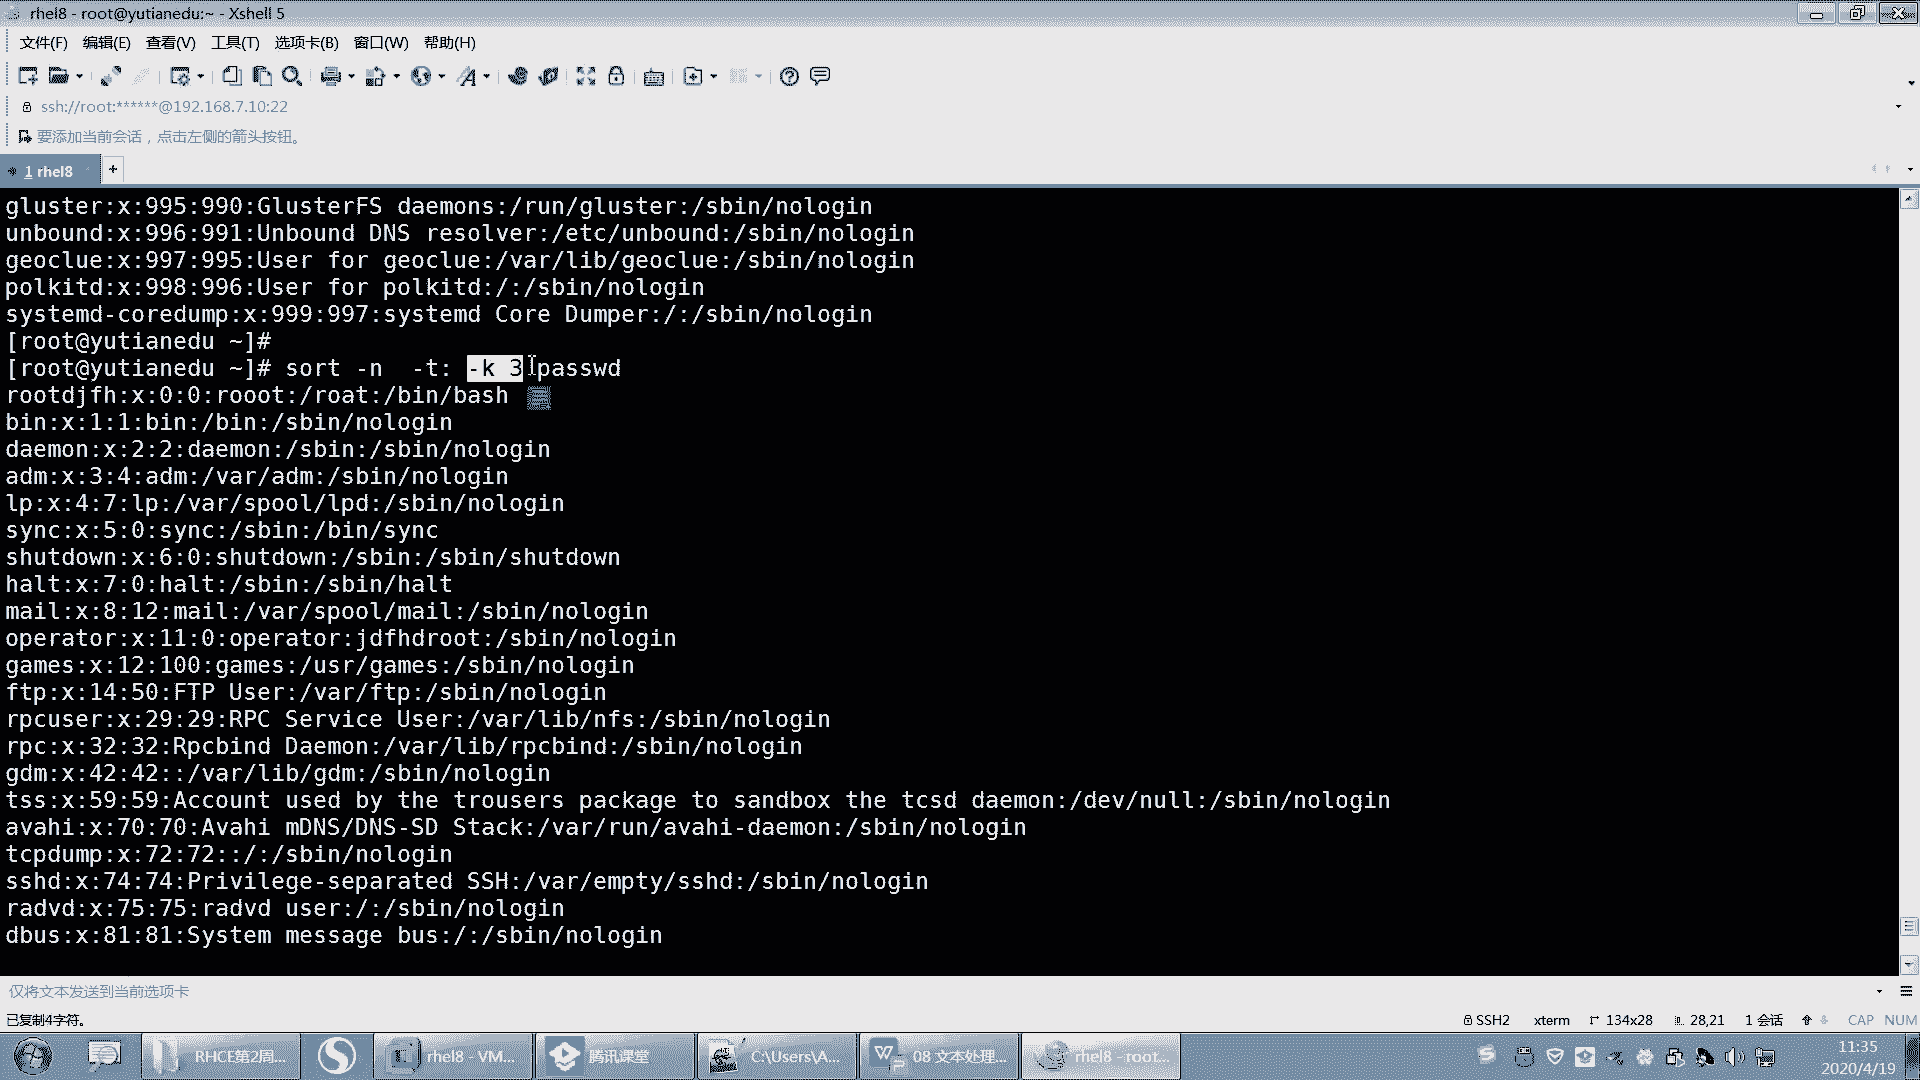 rhel8 - root@yutianedu:~ - Xshell 5
文件(F) 编辑(E) 查看(V) 工具(T) 选项卡(B) 窗口(W) 帮助(H)
ssh://root:******@192.168.7.10:22
要添加当前会话，点击左侧的箭头按钮。
1 rhel8
gluster:x:995:990:GlusterFS daemons:/run/gluster:/sbin/nologin
unbound:x:996:991:Unbound DNS resolver:/etc/unbound:/sbin/nologin
geoclue:x:997:995:User for geoclue:/var/lib/geoclue:/sbin/nologin
polkitd:x:998:996:User for polkitd:/:/sbin/nologin
systemd-coredump:x:999:997:systemd Core Dumper:/:/sbin/nologin
[root@yutianedu ~]#
[root@yutianedu ~]# sort -n  -t: -k 3 passwd
rootdjfh:x:0:0:rooot:/roat:/bin/bash
bin:x:1:1:bin:/bin:/sbin/nologin
daemon:x:2:2:daemon:/sbin:/sbin/nologin
adm:x:3:4:adm:/var/adm:/sbin/nologin
lp:x:4:7:lp:/var/spool/lpd:/sbin/nologin
sync:x:5:0:sync:/sbin:/bin/sync
shutdown:x:6:0:shutdown:/sbin:/sbin/shutdown
halt:x:7:0:halt:/sbin:/sbin/halt
mail:x:8:12:mail:/var/spool/mail:/sbin/nologin
operator:x:11:0:operator:jdfhdroot:/sbin/nologin
games:x:12:100:games:/usr/games:/sbin/nologin
ftp:x:14:50:FTP User:/var/ftp:/sbin/nologin
rpcuser:x:29:29:RPC Service User:/var/lib/nfs:/sbin/nologin
rpc:x:32:32:Rpcbind Daemon:/var/lib/rpcbind:/sbin/nologin
gdm:x:42:42::/var/lib/gdm:/sbin/nologin
tss:x:59:59:Account used by the trousers package to sandbox the tcsd daemon:/dev/null:/sbin/nologin
avahi:x:70:70:Avahi mDNS/DNS-SD Stack:/var/run/avahi-daemon:/sbin/nologin
tcpdump:x:72:72::/:/sbin/nologin
sshd:x:74:74:Privilege-separated SSH:/var/empty/sshd:/sbin/nologin
radvd:x:75:75:radvd user:/:/sbin/nologin
dbus:x:81:81:System message bus:/:/sbin/nologin
仅将文本发送到当前选项卡
已复制4字符。 SSH2 xterm 134x28 28,21 1 会话 CAP NUM
RHCE第2周... rhel8 - VM... 腾讯课堂 C:\Users\A... 08 文本处理... rhel8 - root... 11:35
2020/4/19